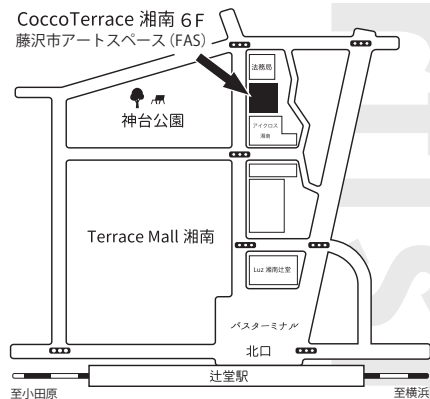 CoccoTerrace 湘南 6F
藤沢市アートスペース(FAS)
法務局
アイクロス
湘南
神台公園
Terrace Mall 湘南
Luz 湘南辻堂
バスターミナル
北口
辻堂駅
至小田原
至横浜